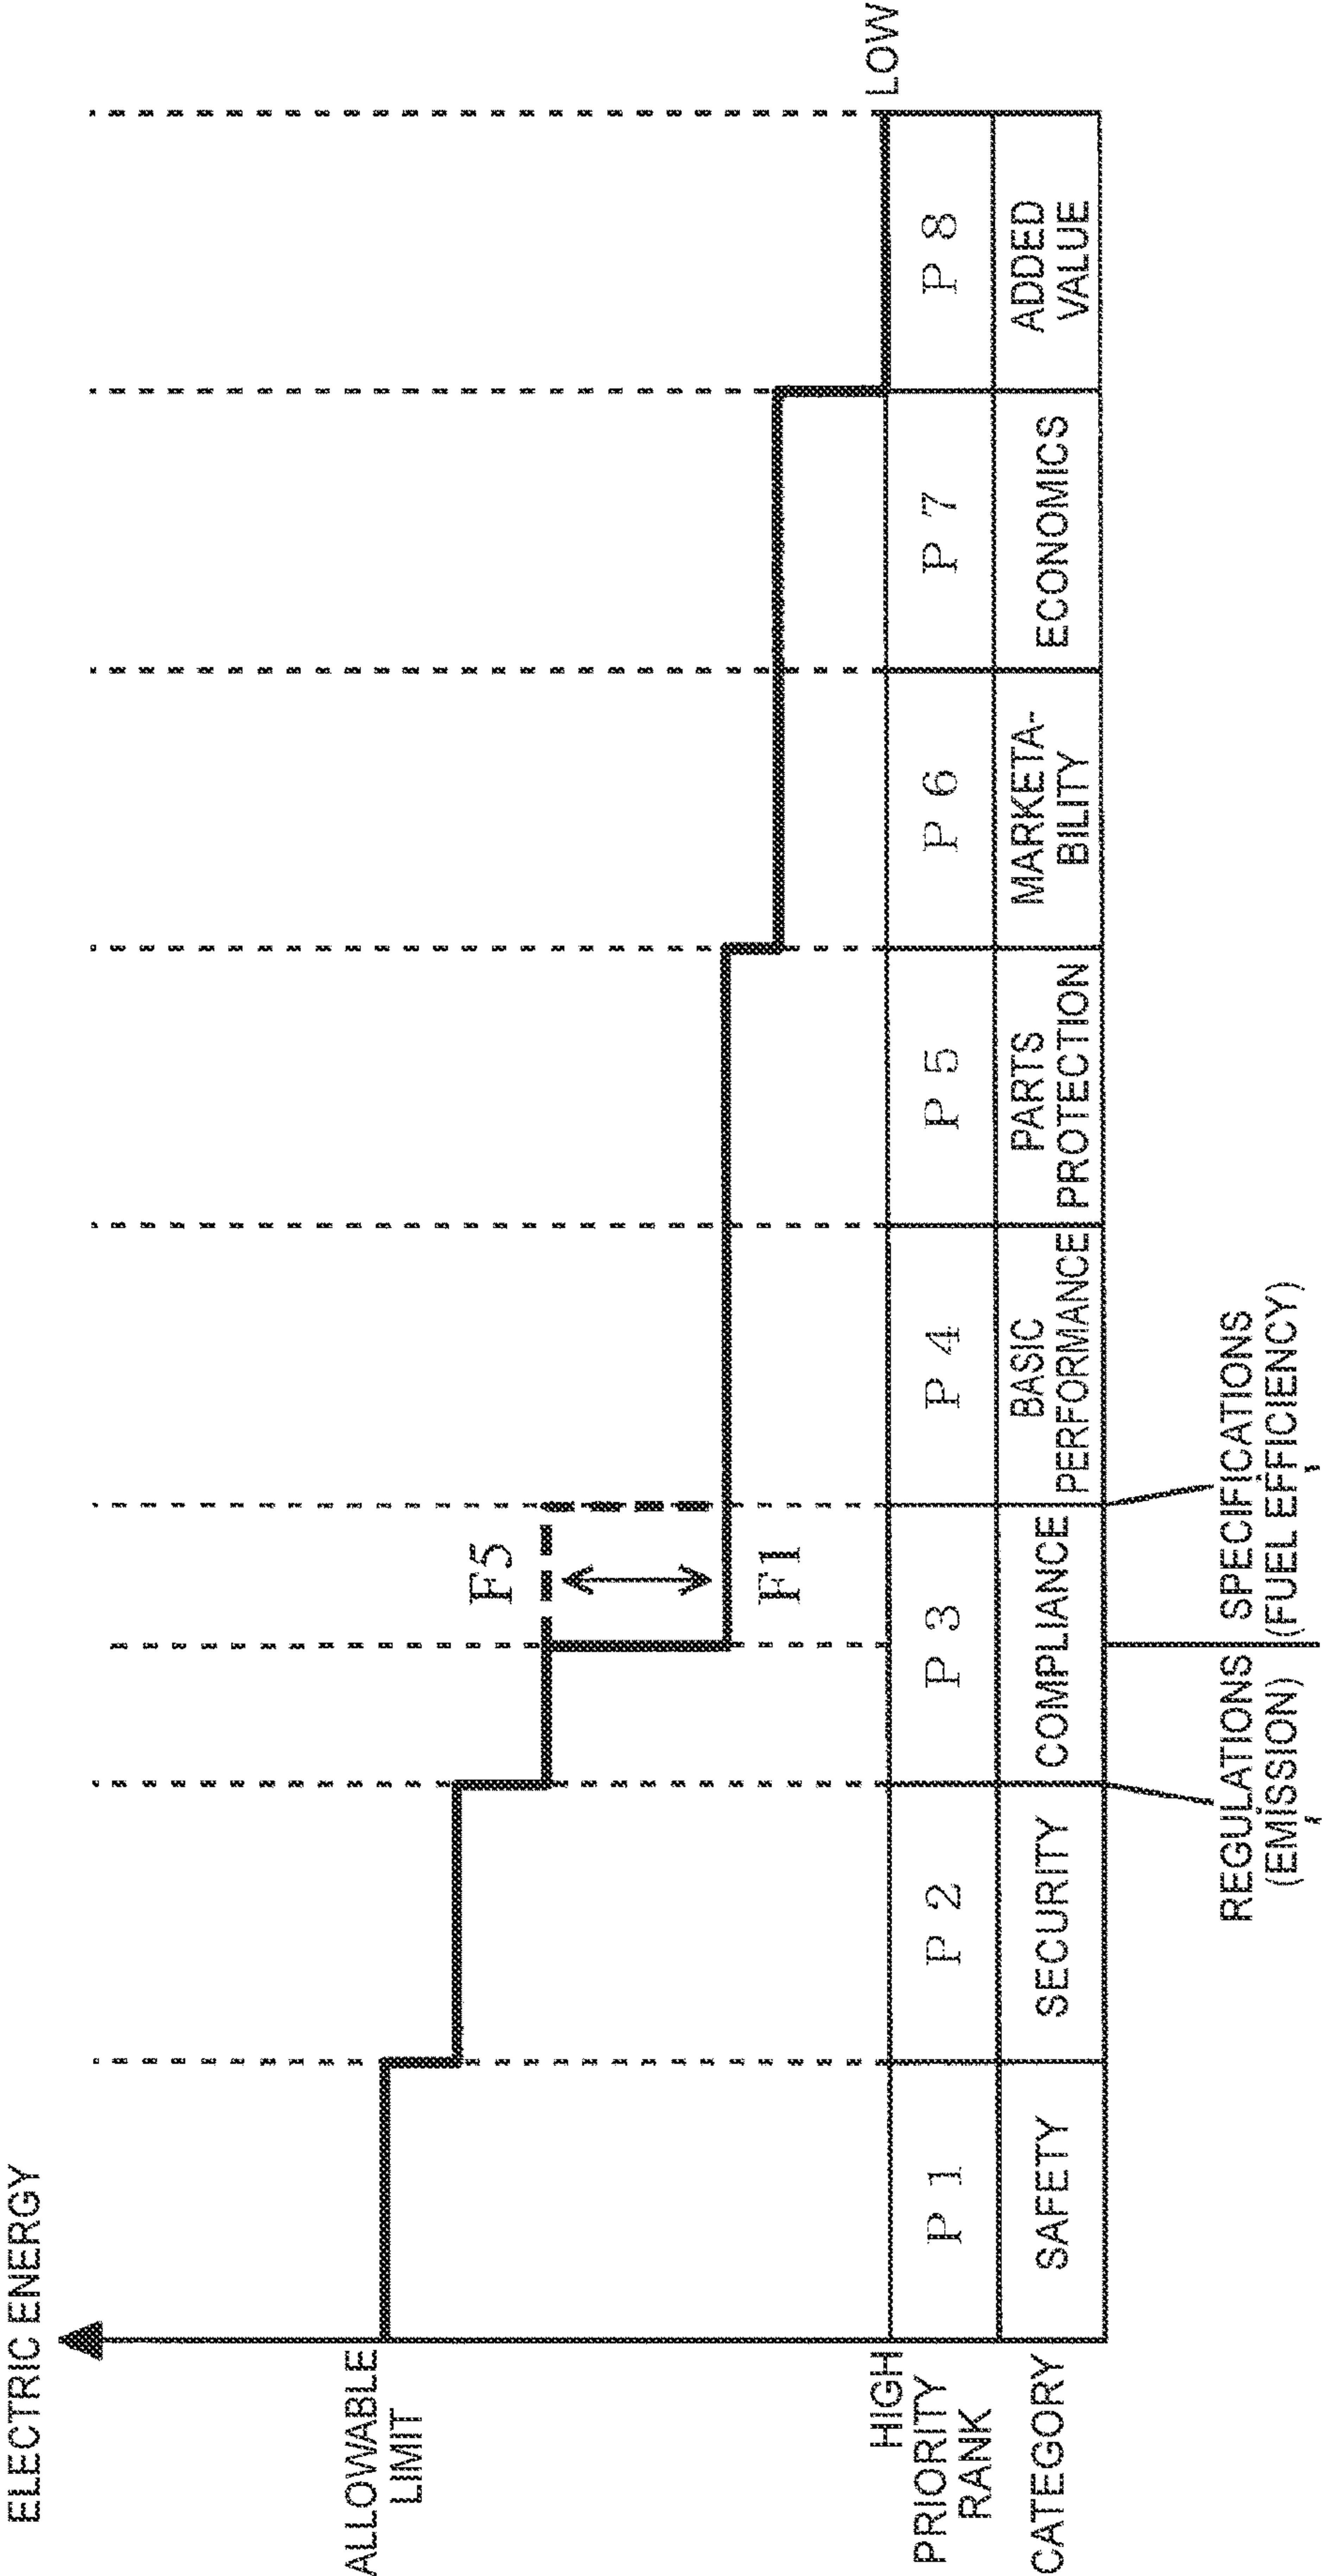 ELECTRIC ENERGY
ALLOWABLE
LIMIT
F5
F1
HIGH
LOW
PRIORITY
RANK
P 1
P 2
P 3
P 4
P 5
P 6
P 7
P 8
CATEGORY
SAFETY
SECURITY
COMPLIANCE
BASIC
PERFORMANCE
PARTS
PROTECTION
MARKETA-
BILITY
ECONOMICS
ADDED
VALUE
REGULATIONS
(EMISSION)
SPECIFICATIONS
(FUEL EFFICIENCY)